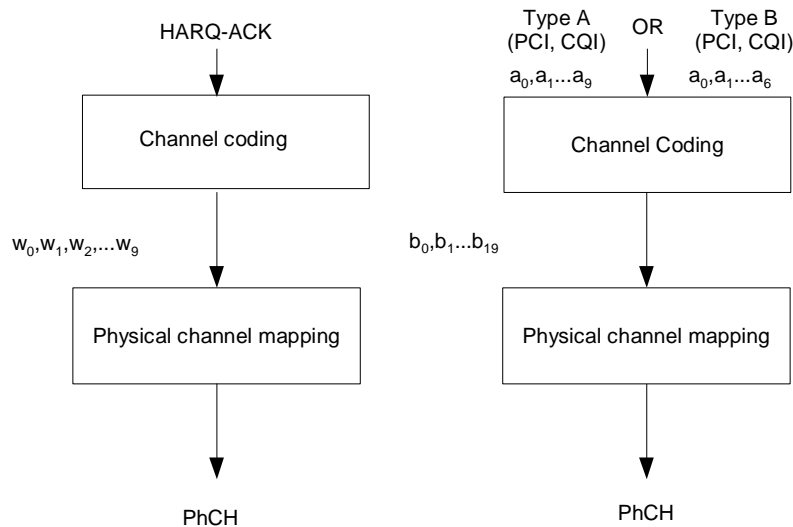 HARQ-ACK
Channel coding
w0,w1,w2,...w9
Physical channel mapping
PhCH
Type A
(PCI, CQI)
a0,a1...a9
OR
Type B
(PCI, CQI)
a0,a1...a6
Channel Coding
b0,b1...b19
Physical channel mapping
PhCH